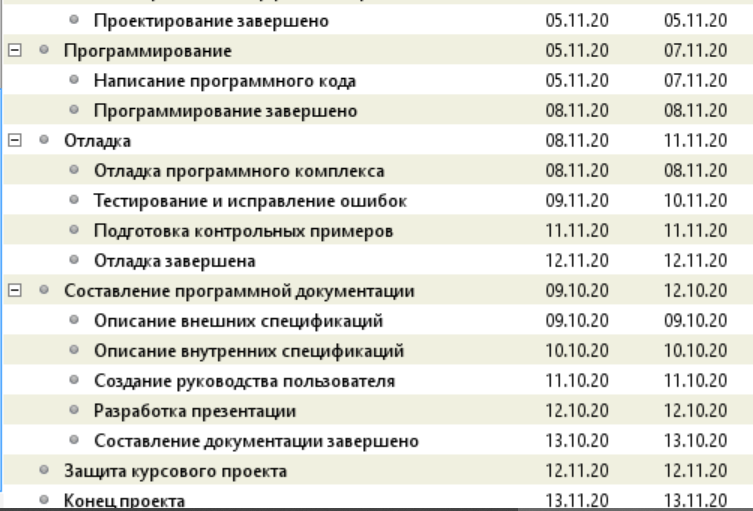 Проектирование завершено 05.11.20 05.11.20
Программирование 05.11.20 07.11.20
Написание программного кода 05.11.20 07.11.20
Программирование завершено 08.11.20 08.11.20
Отладка 08.11.20 11.11.20
Отладка программного комплекса 08.11.20 08.11.20
Тестирование и исправление ошибок 09.11.20 10.11.20
Подготовка контрольных примеров 11.11.20 11.11.20
Отладка завершена 12.11.20 12.11.20
Составление программной документации 09.10.20 12.10.20
Описание внешних спецификаций 09.10.20 09.10.20
Описание внутренних спецификаций 10.10.20 10.10.20
Создание руководства пользователя 11.10.20 11.10.20
Разработка презентации 12.10.20 12.10.20
Составление документации завершено 13.10.20 13.10.20
Защита курсового проекта 12.11.20 12.11.20
Конец проекта 13.11.20 13.11.20